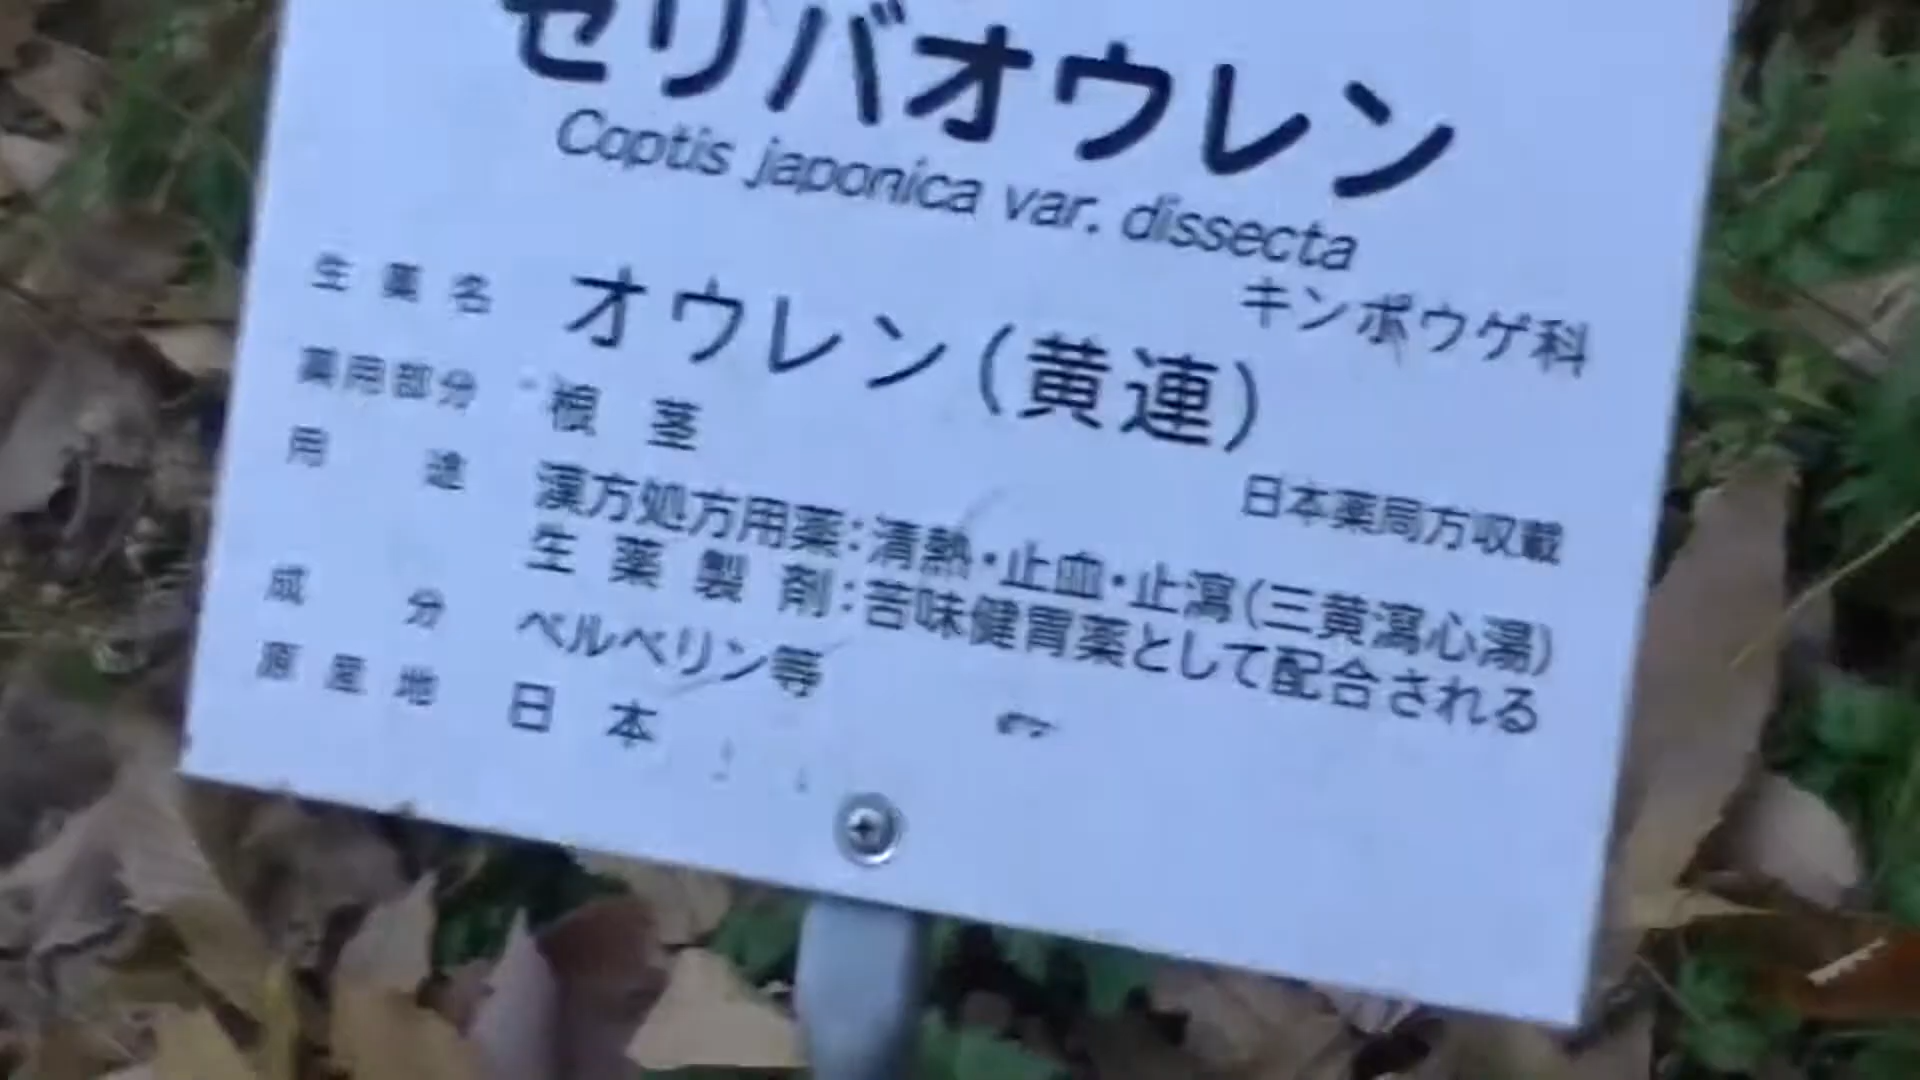 セリバオウレン
Coptis japonica var. dissecta
キンポウゲ科
生薬名 オウレン(黄連)
日本薬局方収載
薬用部分 根茎
用途 漢方処方用薬:清熱・止血・止瀉(三黄瀉心湯)
生薬製剤:苦味健胃薬として配合される
成分 ベルベリン等
原産地 日本